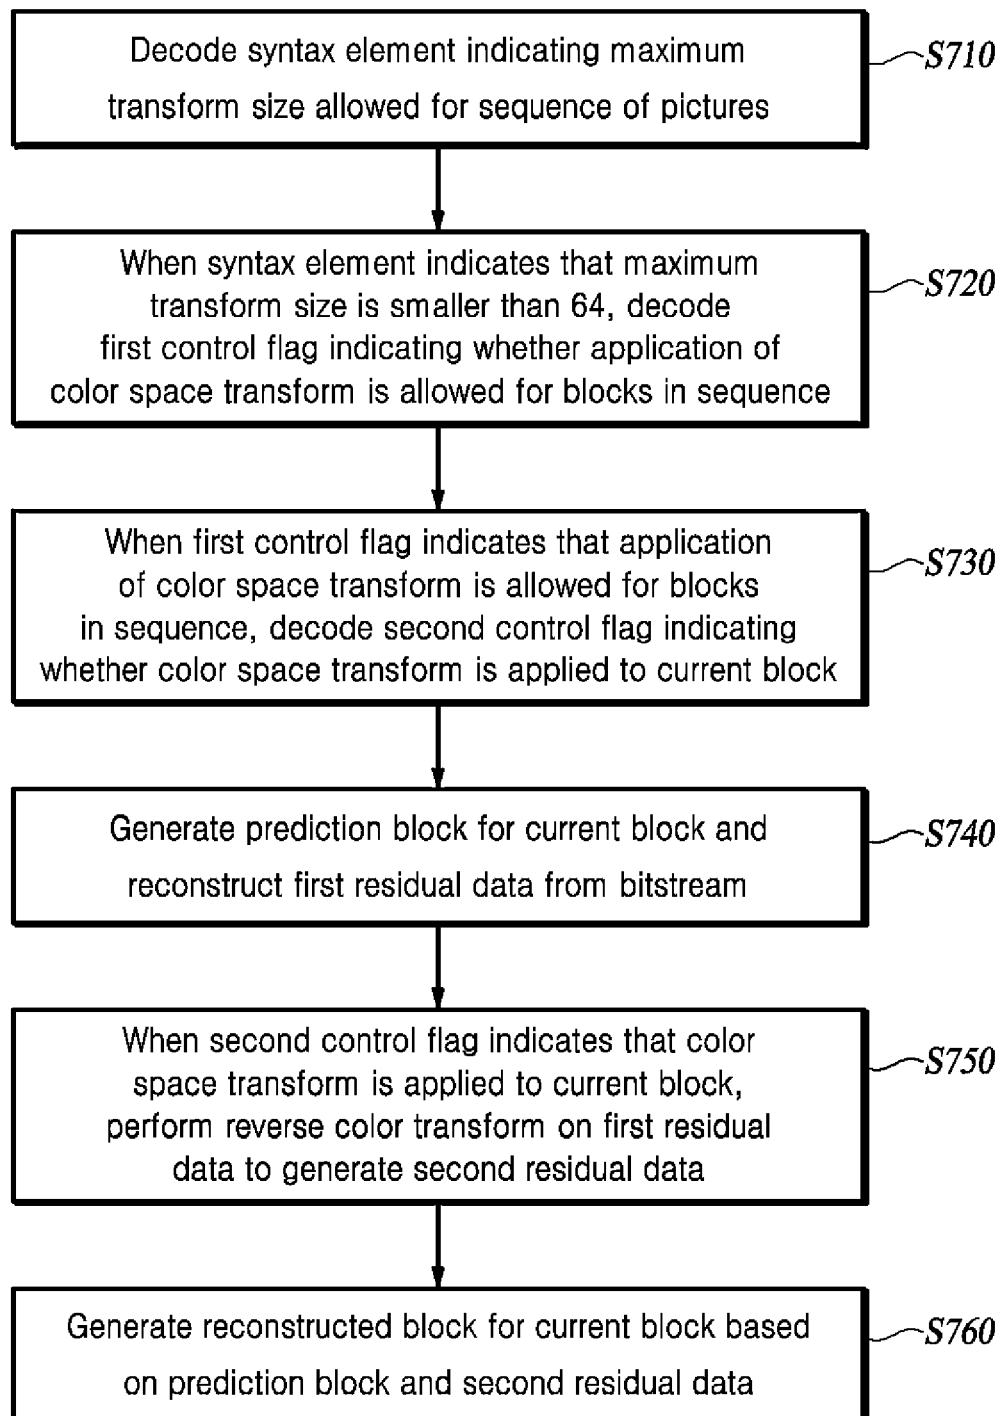 Decode syntax element indicating maximum
transform size allowed for sequence of pictures
S710
When syntax element indicates that maximum
transform size is smaller than 64, decode
first control flag indicating whether application of
color space transform is allowed for blocks in sequence
S720
When first control flag indicates that application
of color space transform is allowed for blocks
in sequence, decode second control flag indicating
whether color space transform is applied to current block
S730
Generate prediction block for current block and
reconstruct first residual data from bitstream
S740
When second control flag indicates that color
space transform is applied to current block,
perform reverse color transform on first residual
data to generate second residual data
S750
Generate reconstructed block for current block based
on prediction block and second residual data
S760